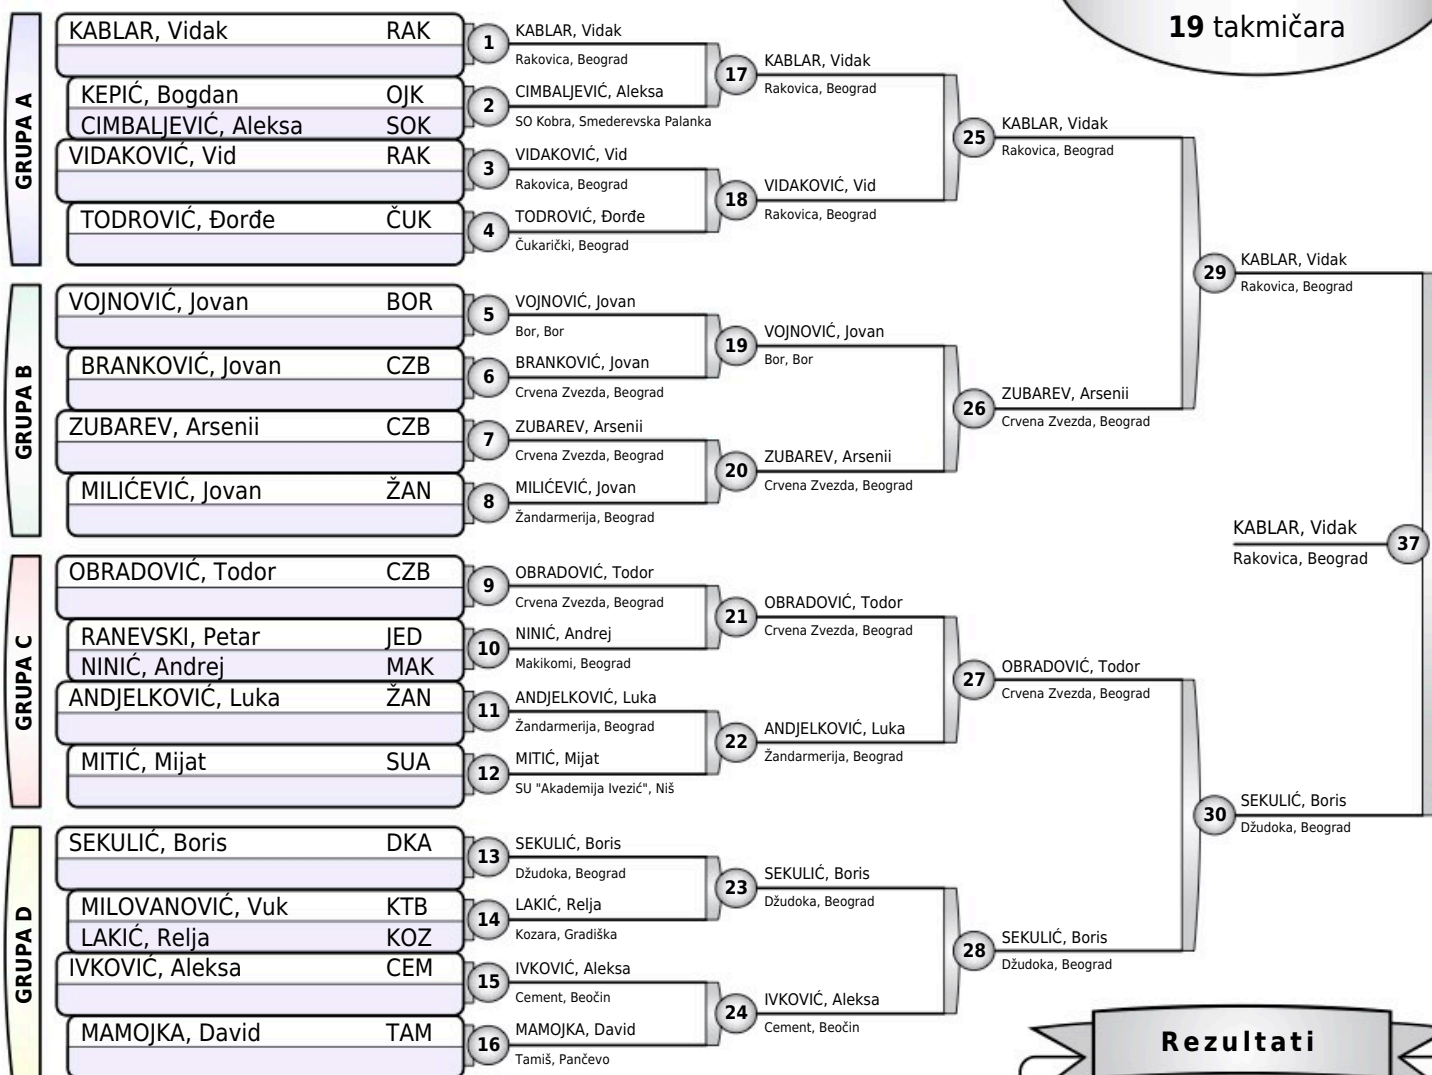 19 takmičara
GRUPA A
KABLAR, Vidak RAK
KEPIĆ, Bogdan OJK
CIMBALJEVIĆ, Aleksa SOK
VIDAKOVIĆ, Vid RAK
TODROVIĆ, Đorđe ČUK
1
KABLAR, Vidak
Rakovica, Beograd
2
CIMBALJEVIĆ, Aleksa
SO Kobra, Smederevska Palanka
3
VIDAKOVIĆ, Vid
Rakovica, Beograd
4
TODROVIĆ, Đorđe
Čukarički, Beograd
17
KABLAR, Vidak
Rakovica, Beograd
18
VIDAKOVIĆ, Vid
Rakovica, Beograd
25
KABLAR, Vidak
Rakovica, Beograd
GRUPA B
VOJNOVIĆ, Jovan BOR
BRANKOVIĆ, Jovan CZB
ZUBAREV, Arsenii CZB
MILIĆEVIĆ, Jovan ŽAN
5
VOJNOVIĆ, Jovan
Bor, Bor
6
BRANKOVIĆ, Jovan
Crvena Zvezda, Beograd
7
ZUBAREV, Arsenii
Crvena Zvezda, Beograd
8
MILIĆEVIĆ, Jovan
Žandarmerija, Beograd
19
VOJNOVIĆ, Jovan
Bor, Bor
20
ZUBAREV, Arsenii
Crvena Zvezda, Beograd
26
ZUBAREV, Arsenii
Crvena Zvezda, Beograd
29
KABLAR, Vidak
Rakovica, Beograd
KABLAR, Vidak
Rakovica, Beograd
37
GRUPA C
OBRADOVIĆ, Todor CZB
RANEVSKI, Petar JED
NINIĆ, Andrej MAK
ANDJELKOVIĆ, Luka ŽAN
MITIĆ, Mijat SUA
9
OBRADOVIĆ, Todor
Crvena Zvezda, Beograd
10
NINIĆ, Andrej
Makikomi, Beograd
11
ANDJELKOVIĆ, Luka
Žandarmerija, Beograd
12
MITIĆ, Mijat
SU "Akademija Ivezić", Niš
21
OBRADOVIĆ, Todor
Crvena Zvezda, Beograd
22
ANDJELKOVIĆ, Luka
Žandarmerija, Beograd
27
OBRADOVIĆ, Todor
Crvena Zvezda, Beograd
GRUPA D
SEKULIĆ, Boris DKA
MILOVANOVIĆ, Vuk KTB
LAKIĆ, Relja KOZ
IVKOVIĆ, Aleksa CEM
MAMOJKA, David TAM
13
SEKULIĆ, Boris
Džudoka, Beograd
14
LAKIĆ, Relja
Kozara, Gradiška
15
IVKOVIĆ, Aleksa
Cement, Beočin
16
MAMOJKA, David
Tamiš, Pančevo
23
SEKULIĆ, Boris
Džudoka, Beograd
24
IVKOVIĆ, Aleksa
Cement, Beočin
28
SEKULIĆ, Boris
Džudoka, Beograd
30
SEKULIĆ, Boris
Džudoka, Beograd
Rezultati